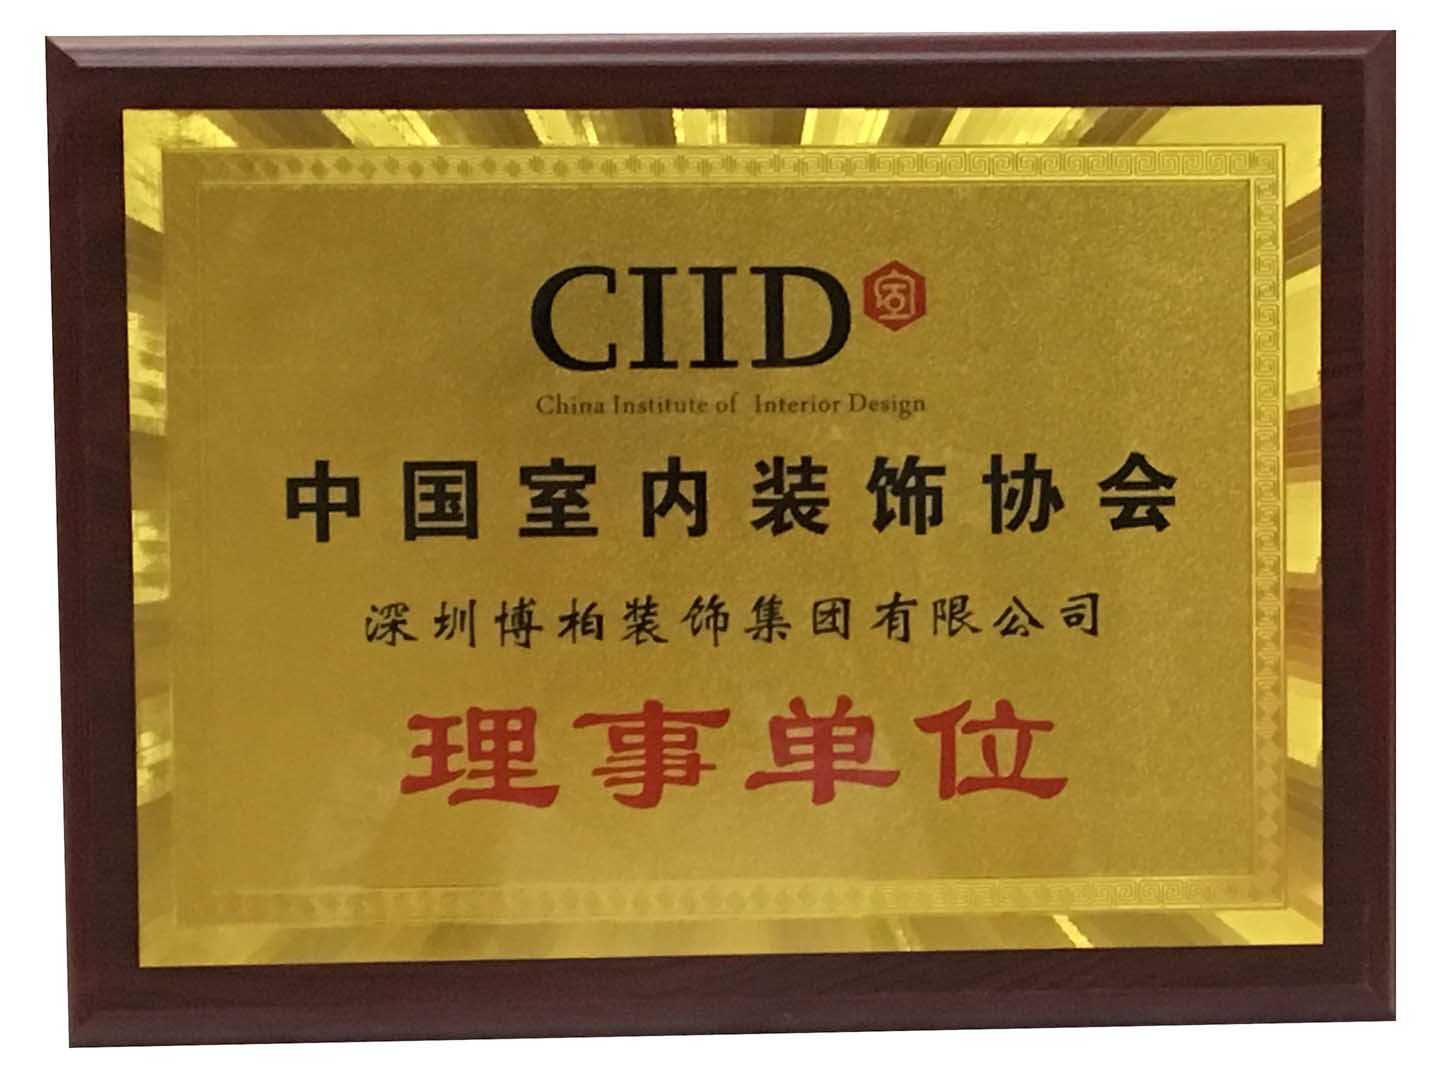 CIID 室
China Institute of Interior Design
中国室内装饰协会
深圳博柏装饰集团有限公司
理事单位